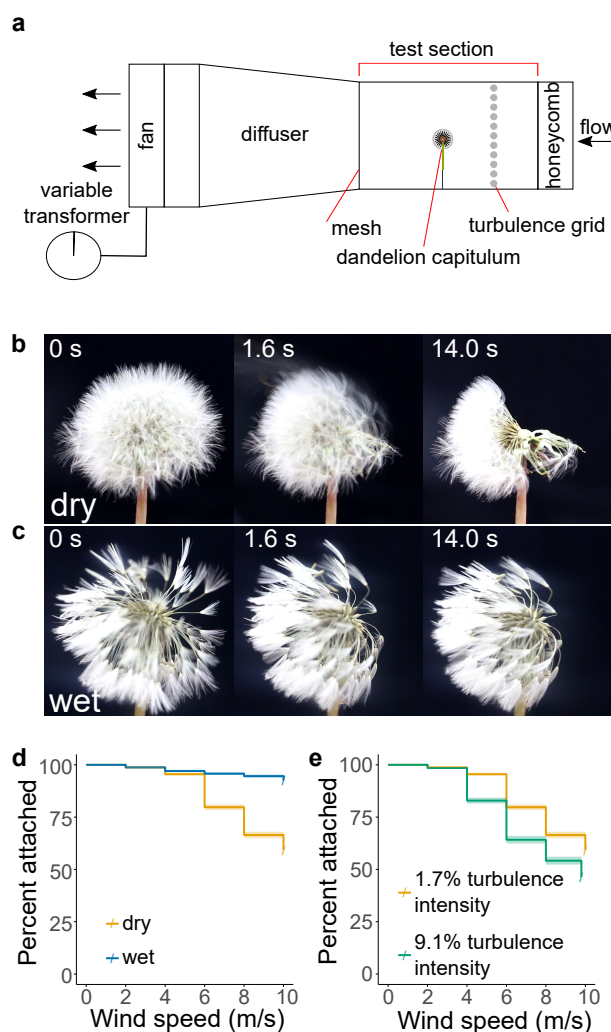 a
test section
fan
diffuser
honeycomb
flow
variable
transformer
mesh
turbulence grid
dandelion capitulum
b
0 s
1.6 s
14.0 s
dry
c
0 s
1.6 s
14.0 s
wet
d
100
75
50
25
0
Percent attached
dry
wet
0 2 4 6 8 10
Wind speed (m/s)
e
100
75
50
25
0
Percent attached
1.7% turbulence
intensity
9.1% turbulence
intensity
0 2 4 6 8 10
Wind speed (m/s)